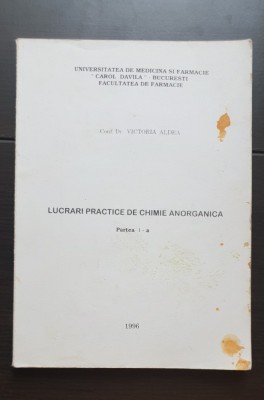 UNIVERSITATEA DE MEDICINA SI FARMACIE
" CAROL DAVILA " BUCURESTI
FACULTATEA DE FARMACIE
Conf. Dr. VICTORIA ALDEA
LUCRARI PRACTICE DE CHIMIE ANORGANICA
Partea I - a
1996